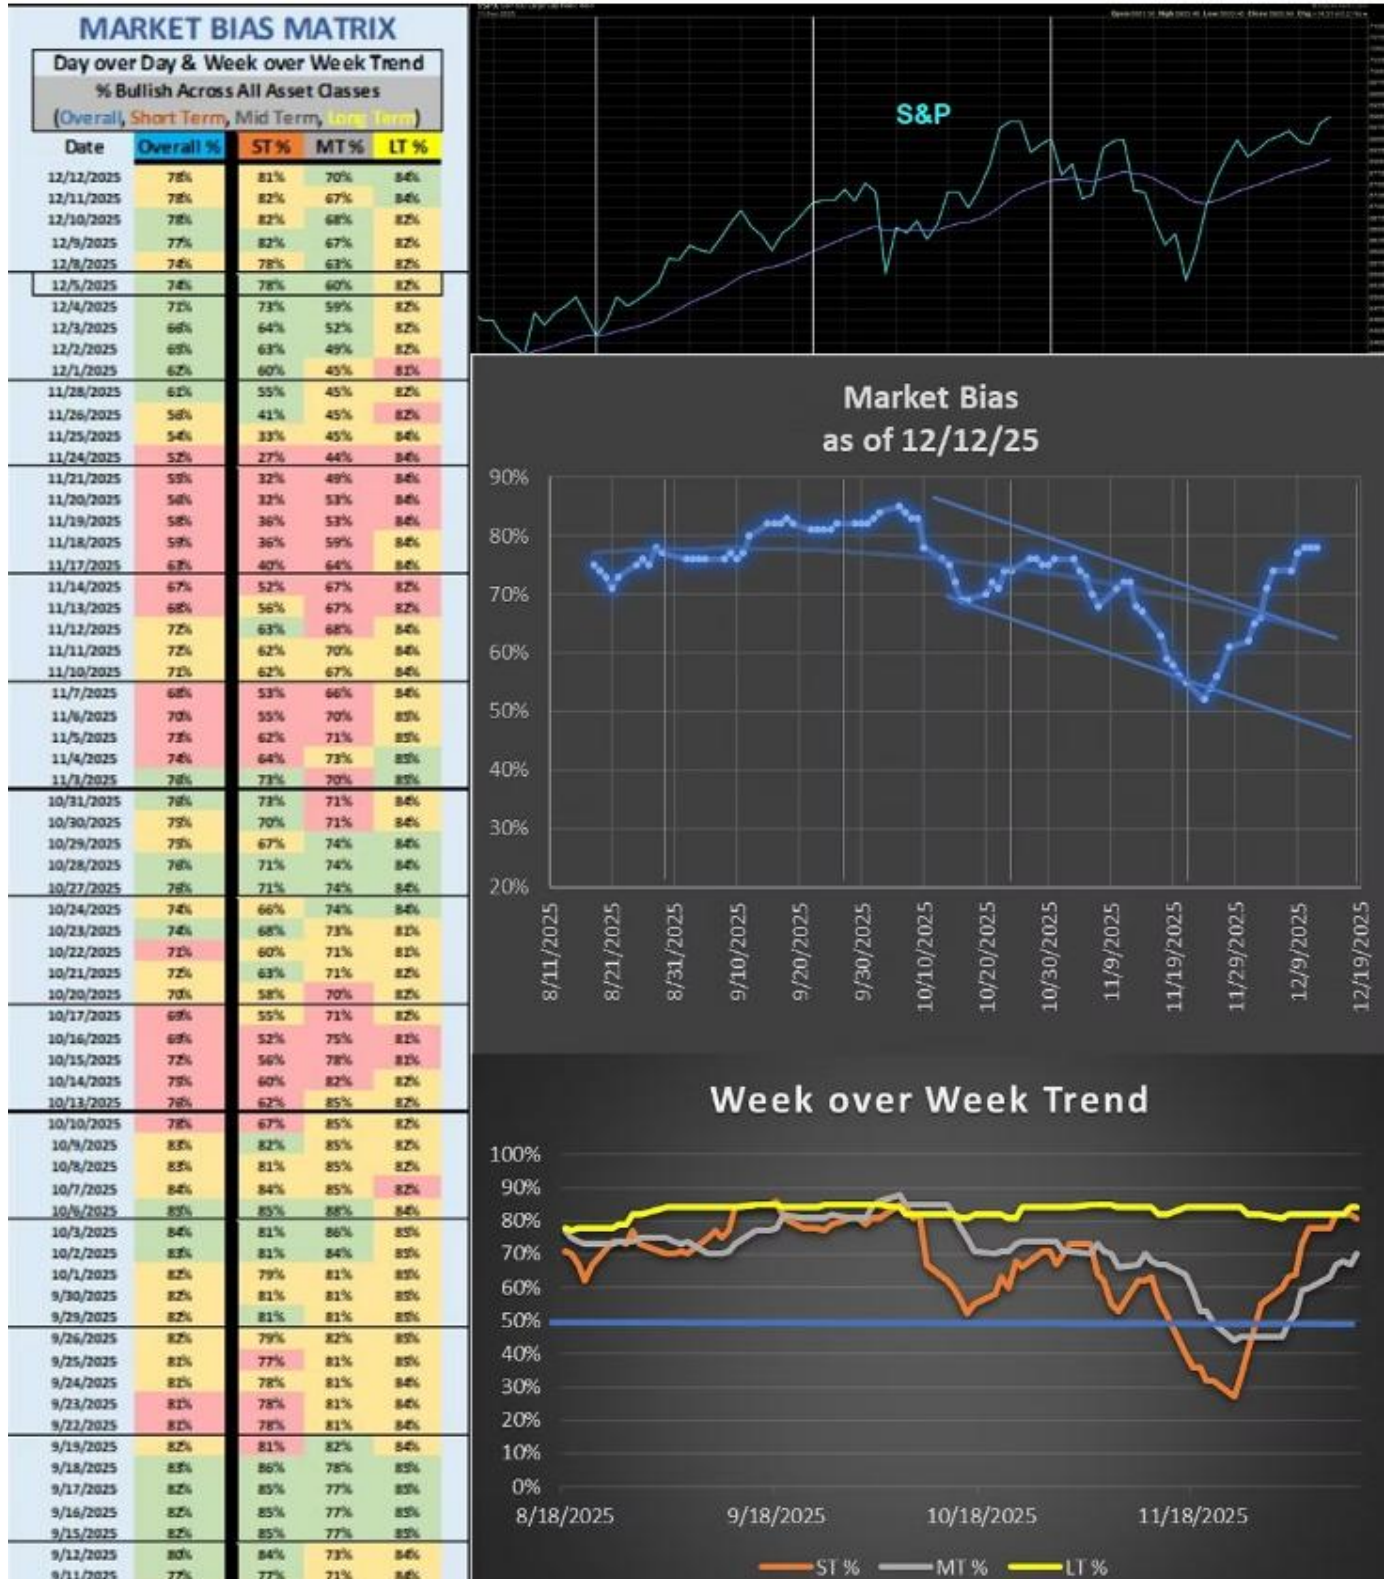 MARKET BIAS MATRIX
Day over Day & Week over Week Trend
% Bullish Across All Asset Classes
(Overall, Short Term, Mid Term, Long Term)
Date Overall % ST % MT % LT %
12/12/2025 78% 81% 70% 84%
12/11/2025 78% 82% 67% 84%
12/10/2025 78% 82% 68% 82%
12/9/2025 77% 82% 67% 82%
12/8/2025 74% 78% 63% 82%
12/5/2025 74% 78% 60% 82%
12/4/2025 71% 73% 59% 82%
12/3/2025 66% 64% 52% 82%
12/2/2025 65% 63% 49% 82%
12/1/2025 62% 60% 45% 81%
11/28/2025 61% 55% 45% 82%
11/26/2025 56% 41% 45% 82%
11/25/2025 54% 33% 45% 84%
11/24/2025 52% 27% 44% 84%
11/21/2025 55% 32% 49% 84%
11/20/2025 56% 32% 53% 84%
11/19/2025 58% 36% 53% 84%
11/18/2025 59% 36% 59% 84%
11/17/2025 63% 40% 64% 84%
11/14/2025 67% 52% 67% 82%
11/13/2025 68% 56% 67% 82%
11/12/2025 72% 63% 68% 84%
11/11/2025 72% 62% 70% 84%
11/10/2025 71% 62% 67% 84%
11/7/2025 68% 53% 66% 84%
11/6/2025 70% 55% 70% 85%
11/5/2025 73% 62% 71% 85%
11/4/2025 74% 64% 73% 85%
11/3/2025 76% 73% 70% 85%
10/31/2025 76% 73% 71% 84%
10/30/2025 75% 70% 71% 84%
10/29/2025 75% 67% 74% 84%
10/28/2025 76% 71% 74% 84%
10/27/2025 76% 71% 74% 84%
10/24/2025 74% 66% 74% 84%
10/23/2025 74% 68% 73% 81%
10/22/2025 71% 60% 71% 81%
10/21/2025 72% 63% 71% 82%
10/20/2025 70% 58% 70% 82%
10/17/2025 69% 55% 71% 82%
10/16/2025 69% 52% 75% 81%
10/15/2025 72% 56% 78% 81%
10/14/2025 75% 60% 82% 82%
10/13/2025 76% 62% 85% 82%
10/10/2025 78% 67% 85% 82%
10/9/2025 83% 82% 85% 82%
10/8/2025 83% 81% 85% 82%
10/7/2025 84% 84% 85% 82%
10/6/2025 85% 85% 88% 84%
10/3/2025 84% 81% 86% 85%
10/2/2025 83% 81% 84% 85%
10/1/2025 82% 79% 81% 85%
9/30/2025 82% 81% 81% 85%
9/29/2025 82% 81% 81% 85%
9/26/2025 82% 79% 82% 85%
9/25/2025 81% 77% 81% 85%
9/24/2025 81% 78% 81% 84%
9/23/2025 81% 78% 81% 84%
9/22/2025 81% 78% 81% 84%
9/19/2025 82% 81% 82% 84%
9/18/2025 83% 86% 78% 85%
9/17/2025 82% 85% 77% 85%
9/16/2025 82% 85% 77% 85%
9/15/2025 82% 85% 77% 85%
9/12/2025 80% 84% 73% 84%
9/11/2025 77% 77% 71% 84%
S&P
Market Bias
as of 12/12/25
90%
80%
70%
60%
50%
40%
30%
20%
8/11/2025 8/21/2025 8/31/2025 9/10/2025 9/20/2025 9/30/2025 10/10/2025 10/20/2025 10/30/2025 11/9/2025 11/19/2025 11/29/2025 12/9/2025 12/19/2025
Week over Week Trend
100%
90%
80%
70%
60%
50%
40%
30%
20%
10%
0%
8/18/2025 9/18/2025 10/18/2025 11/18/2025
ST % MT % LT %